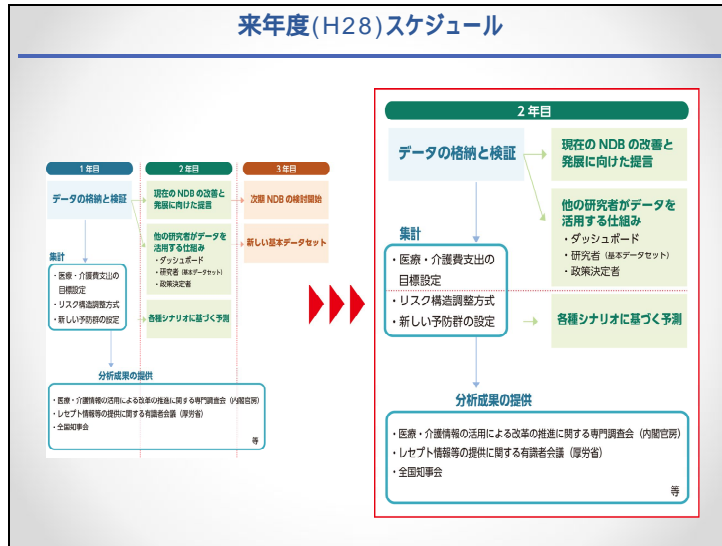 来年度(H28)スケジュール
1年目
2年目
3年目
データの格納と検証
現在の NDB の改善と
発展に向けた提言
次期 NDB の検討開始
他の研究者がデータを
活用する仕組み
・ダッシュボード
・研究者（基本データセット）
・政策決定者
新しい基本データセット
集計
・医療・介護費支出の
目標設定
・リスク構造調整方式
・新しい予防群の設定
各種シナリオに基づく予測
分析成果の提供
・医療・介護情報の活用による改革の推進に関する専門調査会（内閣官房）
・レセプト情報等の提供に関する有識者会議（厚労省）
・全国知事会
等
2年目
データの格納と検証
現在の NDB の改善と
発展に向けた提言
他の研究者がデータを
活用する仕組み
・ダッシュボード
・研究者（基本データセット）
・政策決定者
集計
・医療・介護費支出の
目標設定
・リスク構造調整方式
・新しい予防群の設定
各種シナリオに基づく予測
分析成果の提供
・医療・介護情報の活用による改革の推進に関する専門調査会（内閣官房）
・レセプト情報等の提供に関する有識者会議（厚労省）
・全国知事会
等